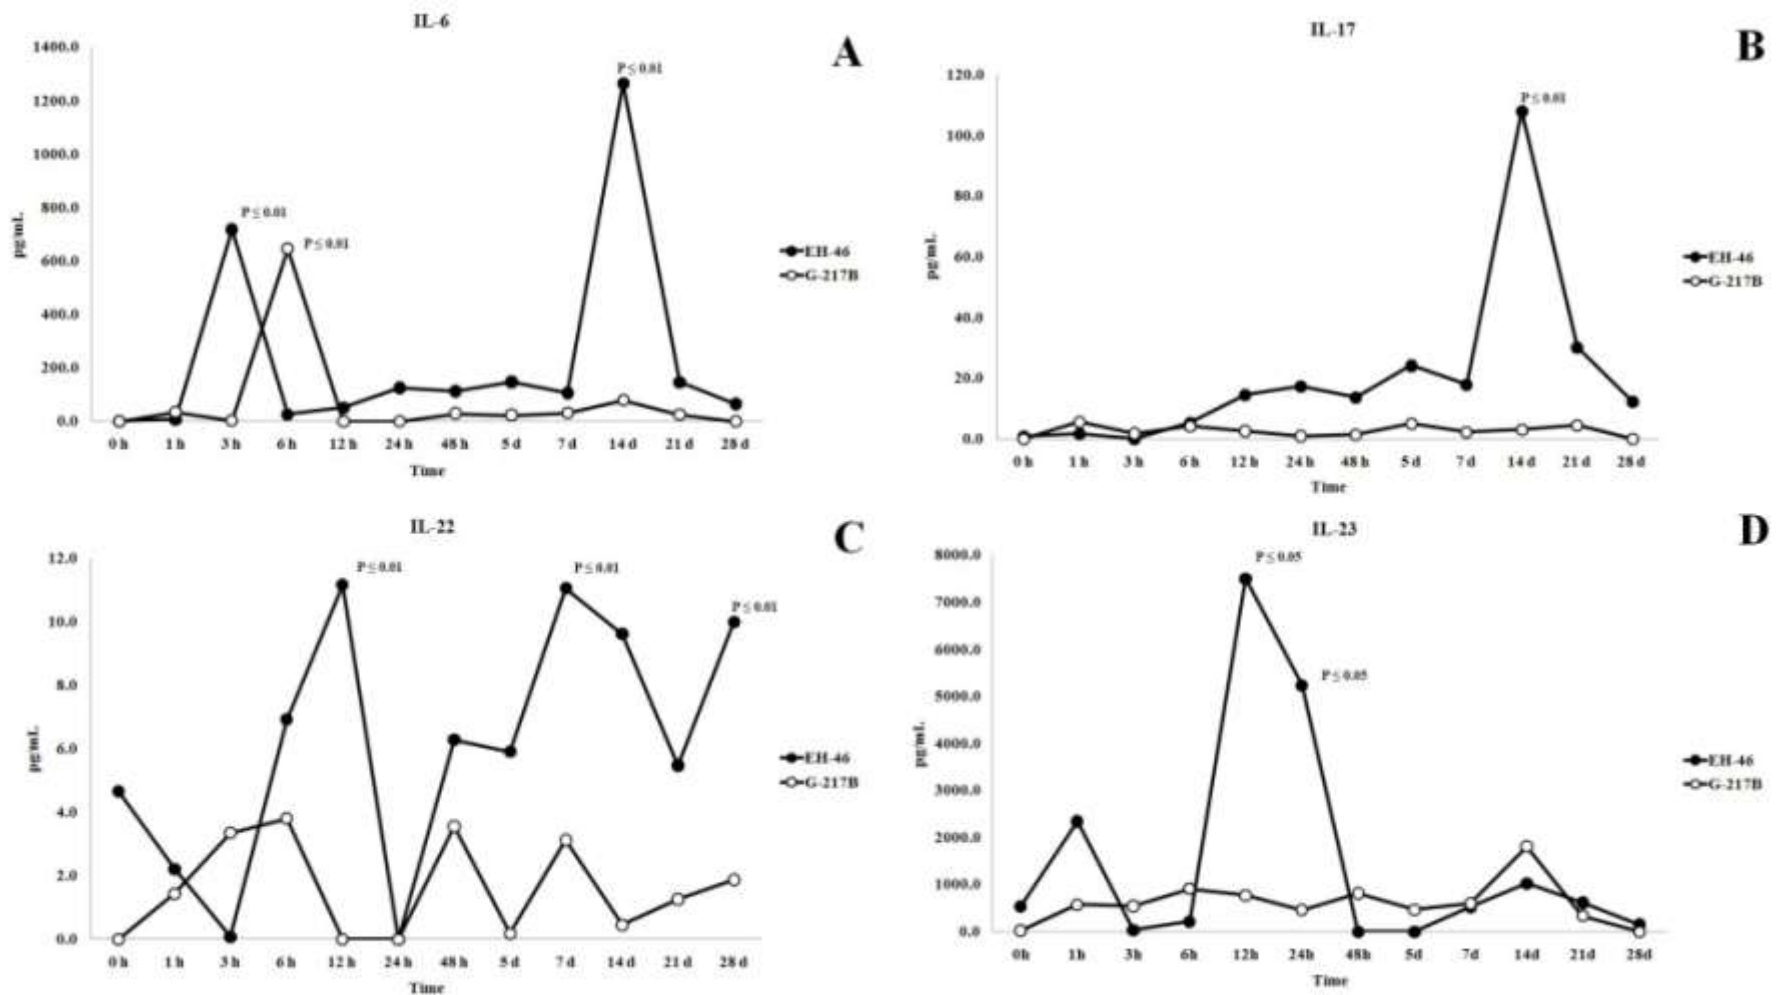 IL-6
A
1400.0
1200.0
1000.0
800.0
600.0
400.0
200.0
0.0
pg/mL
P ≤ 0.01
P ≤ 0.01
P ≤ 0.01
EH-46
G-217B
0 h 1 h 3 h 6 h 12 h 24 h 48 h 5 d 7 d 14 d 21 d 28 d
Time
IL-17
B
120.0
100.0
80.0
60.0
40.0
20.0
0.0
pg/mL
P ≤ 0.01
EH-46
G-217B
0 h 1 h 3 h 6 h 12 h 24 h 48 h 5 d 7 d 14 d 21 d 28 d
Time
IL-22
C
12.0
10.0
8.0
6.0
4.0
2.0
0.0
pg/mL
P ≤ 0.01
P ≤ 0.01
P ≤ 0.01
EH-46
G-217B
0 h 1 h 3 h 6 h 12 h 24 h 48 h 5 d 7 d 14 d 21 d 28 d
Time
IL-23
D
8000.0
7000.0
6000.0
5000.0
4000.0
3000.0
2000.0
1000.0
0.0
pg/mL
P ≤ 0.05
P ≤ 0.05
EH-46
G-217B
0h 1h 3h 6h 12h 24h 48h 5d 7d 14d 21d 28d
Time